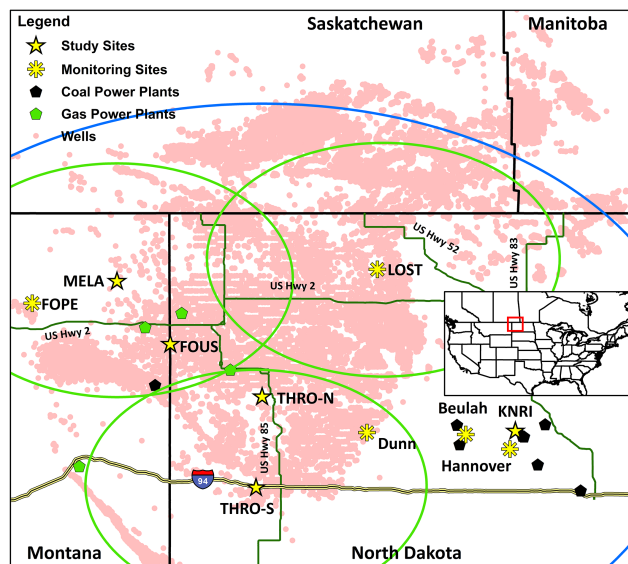 Legend
Study Sites
Monitoring Sites
Coal Power Plants
Gas Power Plants
Wells
Saskatchewan
Manitoba
US Hwy 52
US Hwy 83
LOST
MELA
US Hwy 2
FOPE
US Hwy 2
FOUS
THRO-N
Beulah
KNRI
Dunn
US Hwy 85
Hannover
94
THRO-S
Montana
North Dakota